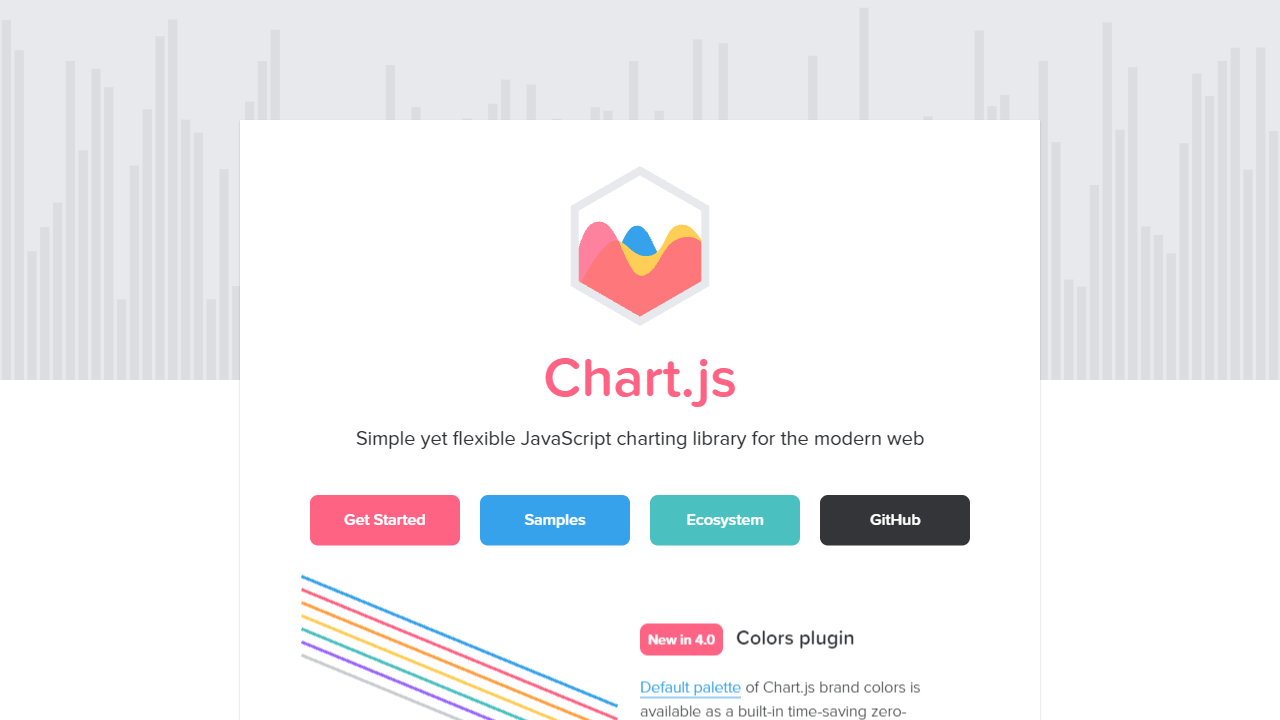 Chart.js
Simple yet flexible JavaScript charting library for the modern web
Get Started
Samples
Ecosystem
GitHub
New in 4.0
Colors plugin
Default palette of Chart.js brand colors is
available as a built-in time-saving zero-